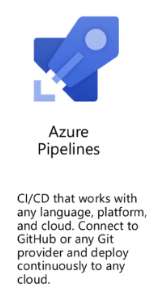 Azure
Pipelines
CI/CD that works with
any language, platform,
and cloud. Connect to
GitHub or any Git
provider and deploy
continuously to any
cloud.